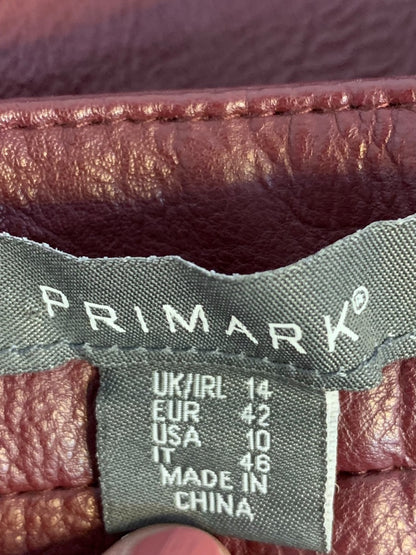 PRIMARK®
UK/IRL 14
EUR 42
USA 10
IT 46
MADE IN
CHINA